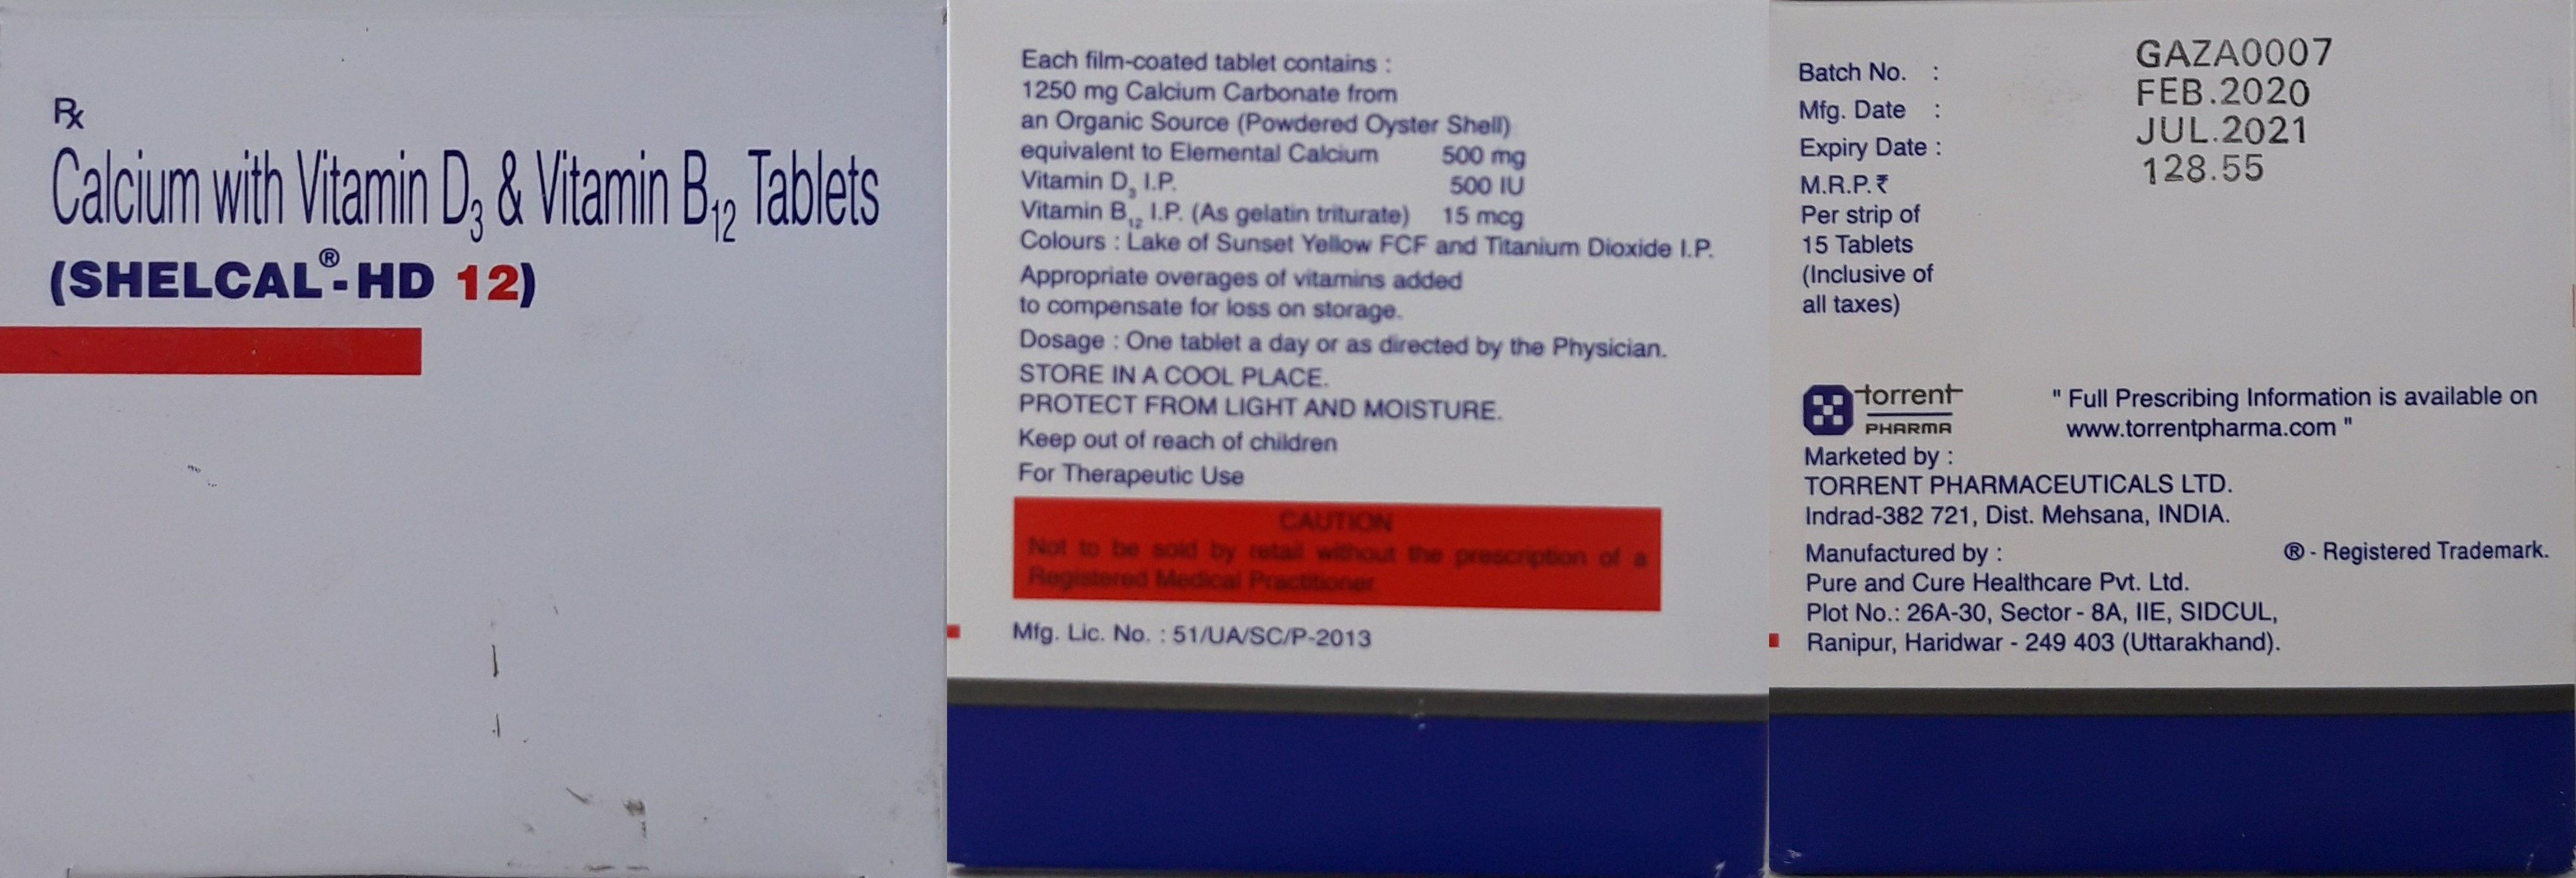 Rx
Calcium with Vitamin D3 & Vitamin B12 Tablets
(SHELCAL®-HD 12)
Each film-coated tablet contains :
1250 mg Calcium Carbonate from
an Organic Source (Powdered Oyster Shell)
equivalent to Elemental Calcium 500 mg
Vitamin D3 I.P. 500 IU
Vitamin B12 I.P. (As gelatin triturate) 15 mcg
Colours : Lake of Sunset Yellow FCF and Titanium Dioxide I.P.
Appropriate overages of vitamins added
to compensate for loss on storage.
Dosage : One tablet a day or as directed by the Physician.
STORE IN A COOL PLACE.
PROTECT FROM LIGHT AND MOISTURE.
Keep out of reach of children
For Therapeutic Use
CAUTION
Not to be sold by retail without the prescription of a
Registered Medical Practitioner.
Mfg. Lic. No. : 51/UA/SC/P-2013
Batch No. : GAZA0007
Mfg. Date : FEB.2020
Expiry Date : JUL.2021
M.R.P.₹ 128.55
Per strip of
15 Tablets
(Inclusive of
all taxes)
torrent
PHARMA
" Full Prescribing Information is available on
www.torrentpharma.com "
Marketed by :
TORRENT PHARMACEUTICALS LTD.
Indrad-382 721, Dist. Mehsana, INDIA.
Manufactured by : ® - Registered Trademark.
Pure and Cure Healthcare Pvt. Ltd.
Plot No.: 26A-30, Sector - 8A, IIE, SIDCUL,
Ranipur, Haridwar - 249 403 (Uttarakhand).